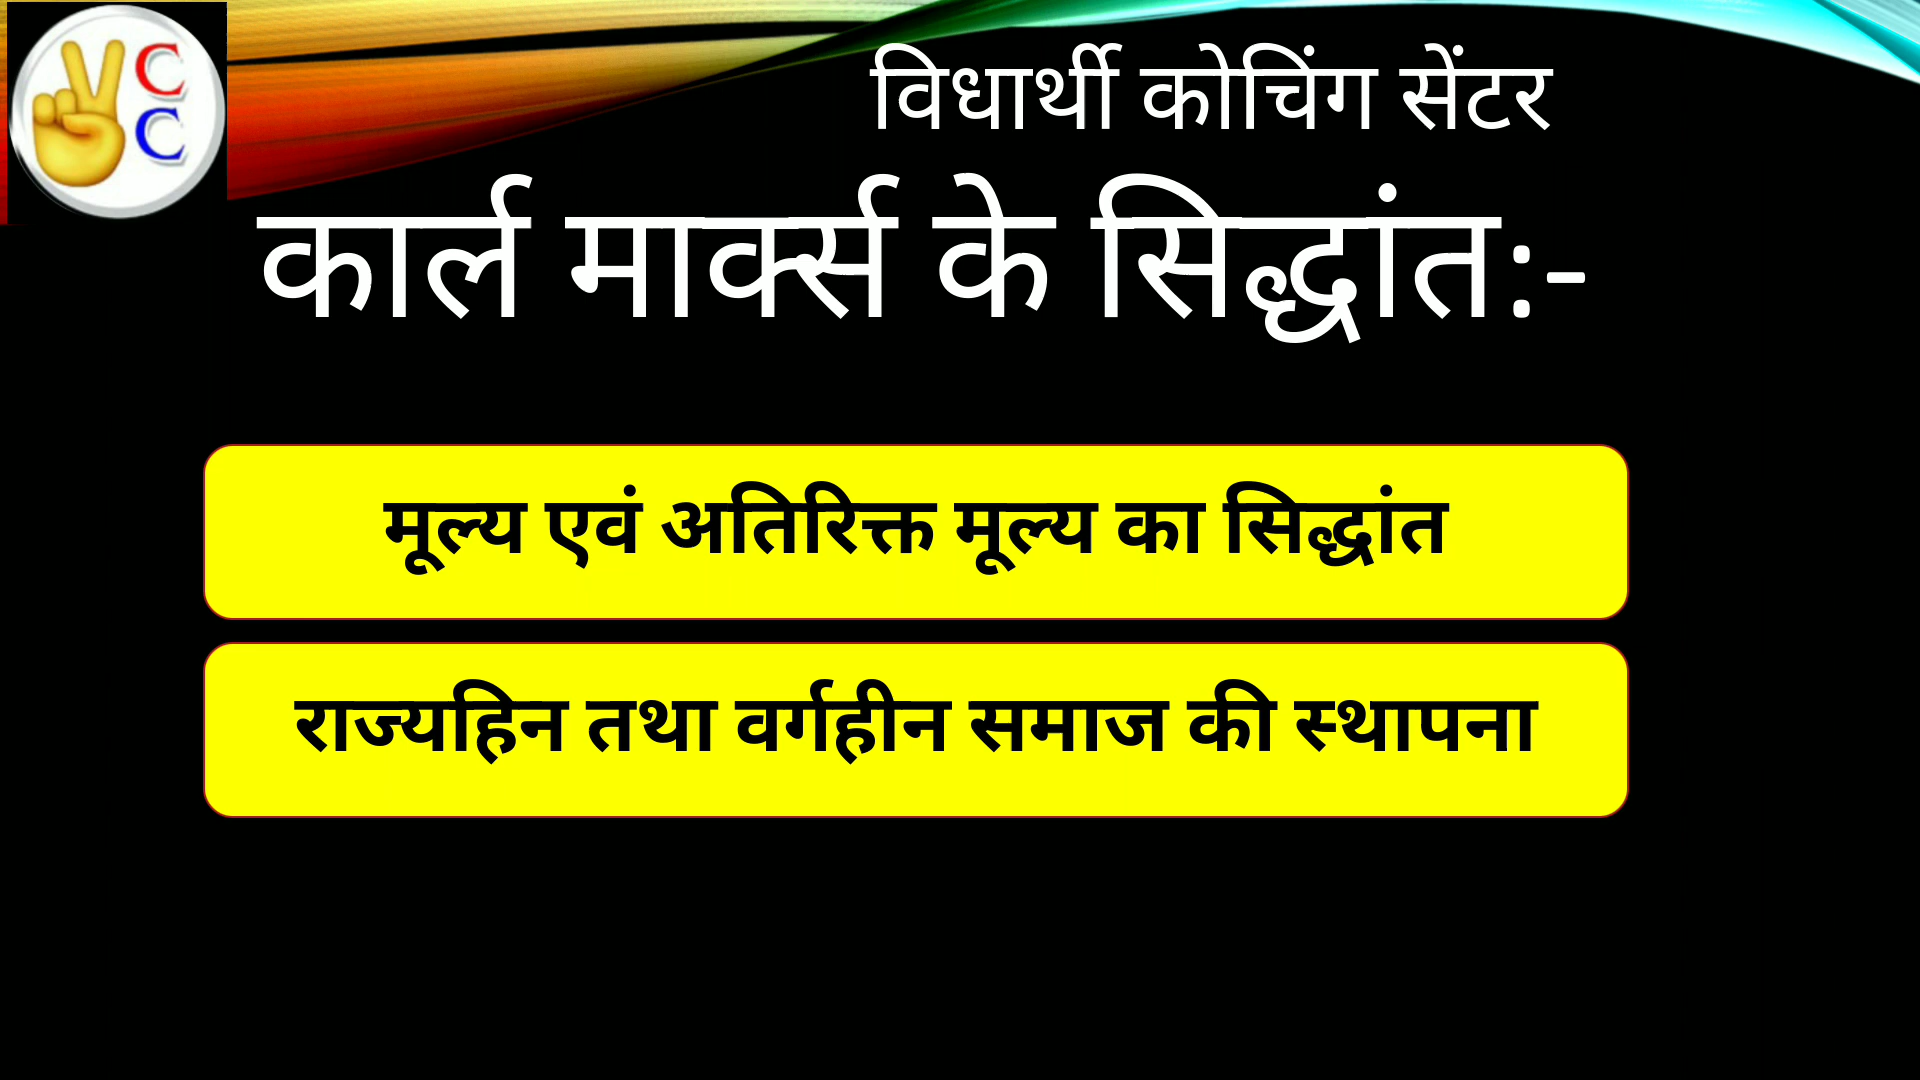 C
C
विधार्थी कोचिंग सेंटर
कार्ल मार्क्स के सिद्धांत:-
मूल्य एवं अतिरिक्त मूल्य का सिद्धांत
राज्यहिन तथा वर्गहीन समाज की स्थापना